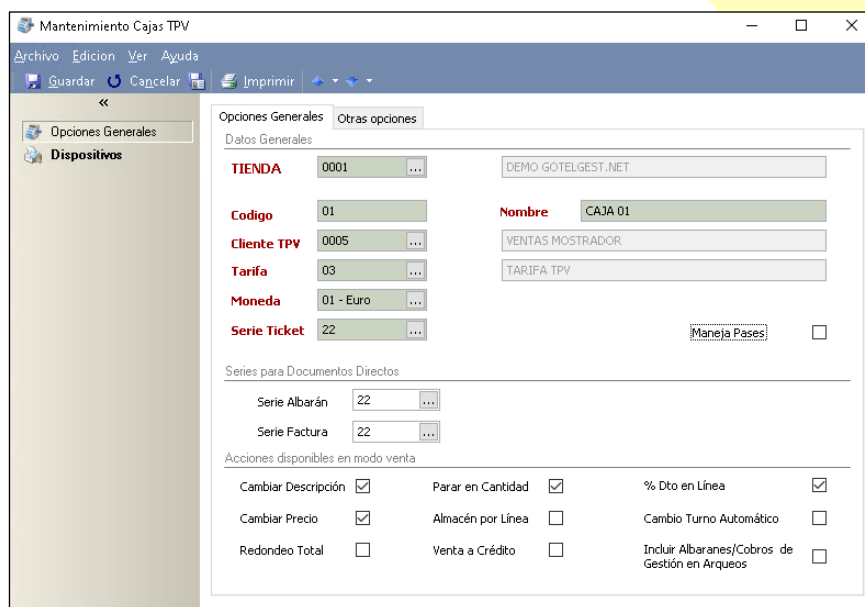 Mantenimiento Cajas TPV
Archivo Edicion Ver Ayuda
Guardar Cancelar Imprimir
«
Opciones Generales
Dispositivos
Opciones Generales Otras opciones
Datos Generales
TIENDA 0001 ... DEMO GOTELGEST.NET
Codigo 01 Nombre CAJA 01
Cliente TPV 0005 ... VENTAS MOSTRADOR
Tarifa 03 ... TARIFA TPV
Moneda 01 - Euro ...
Serie Ticket 22 ... Maneja Pases
Series para Documentos Directos
Serie Albarán 22 ...
Serie Factura 22 ...
Acciones disponibles en modo venta
Cambiar Descripción Parar en Cantidad % Dto en Línea
Cambiar Precio Almacén por Línea Cambio Turno Automático
Redondeo Total Venta a Crédito Incluir Albaranes/Cobros de
Gestión en Arqueos